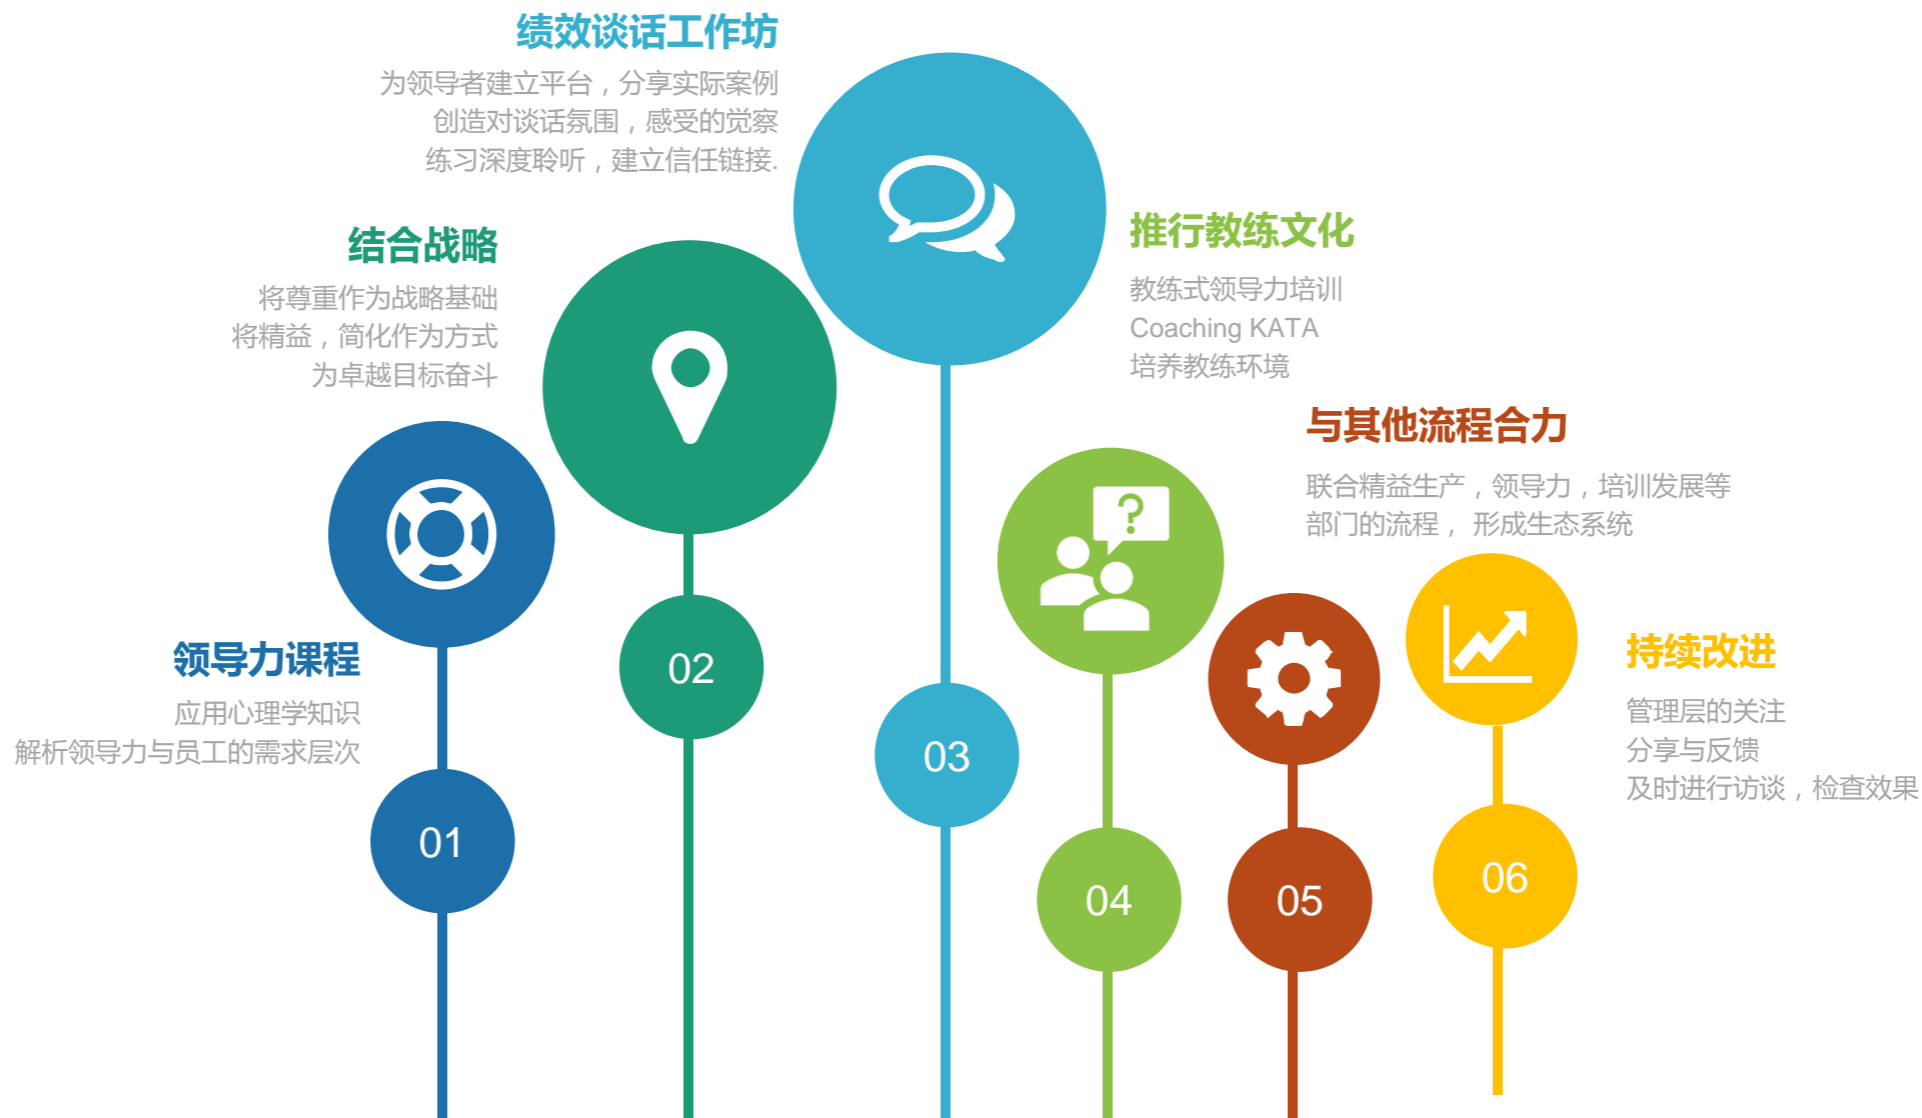 绩效谈话工作坊
为领导者建立平台，分享实际案例
创造对谈话氛围，感受的觉察
练习深度聆听，建立信任链接.
结合战略
将尊重作为战略基础
将精益，简化作为方式
为卓越目标奋斗
推行教练文化
教练式领导力培训
Coaching KATA
培养教练环境
与其他流程合力
联合精益生产，领导力，培训发展等
部门的流程， 形成生态系统
?
领导力课程
应用心理学知识
解析领导力与员工的需求层次
持续改进
管理层的关注
分享与反馈
及时进行访谈，检查效果
01
02
03
04
05
06